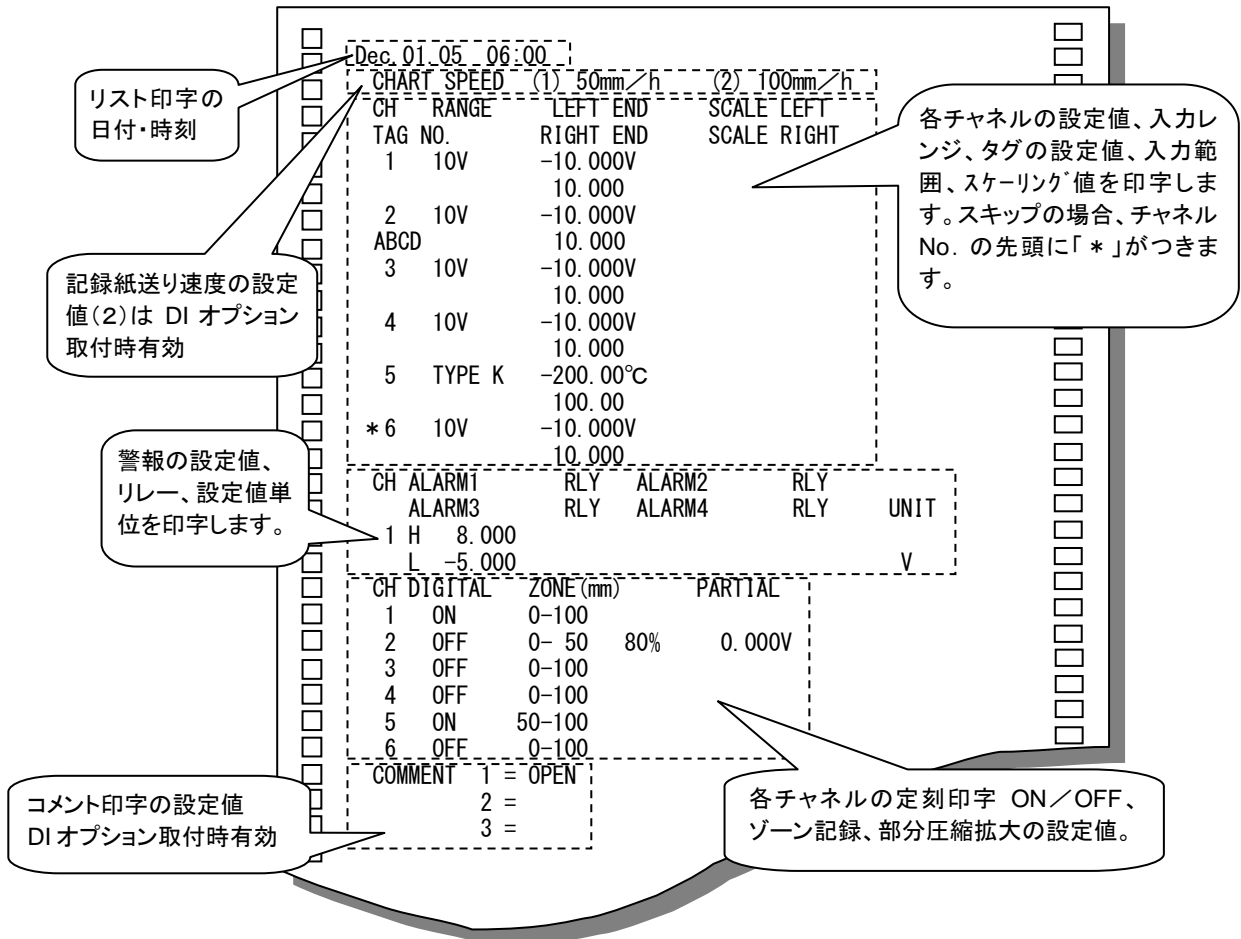 Dec.01.05 06:00
CHART SPEED (1) 50mm/h (2) 100mm/h
CH RANGE LEFT END SCALE LEFT
TAG NO. RIGHT END SCALE RIGHT
1 10V -10.000V
10.000
2 10V -10.000V
ABCD 10.000
3 10V -10.000V
10.000
4 10V -10.000V
10.000
5 TYPE K -200.00℃
100.00
*6 10V -10.000V
10.000
CH ALARM1 RLY ALARM2 RLY
ALARM3 RLY ALARM4 RLY UNIT
1 H 8.000
L -5.000 V
CH DIGITAL ZONE(mm) PARTIAL
1 ON 0-100
2 OFF 0- 50 80% 0.000V
3 OFF 0-100
4 OFF 0-100
5 ON 50-100
6 OFF 0-100
COMMENT 1 = OPEN
2 =
3 =
リスト印字の
日付・時刻
記録紙送り速度の設定
値(2)は DI オプション
取付時有効
警報の設定値、
リレー、設定値単
位を印字します。
コメント印字の設定値
DI オプション取付時有効
各チャネルの設定値、入力レ
ンジ、タグの設定値、入力範
囲、ｽｹｰﾘﾝｸﾞ値を印字しま
す。スキップの場合、チャネル
No. の先頭に「*」がつきま
す。
各チャネルの定刻印字 ON/OFF、
ゾーン記録、部分圧縮拡大の設定値。